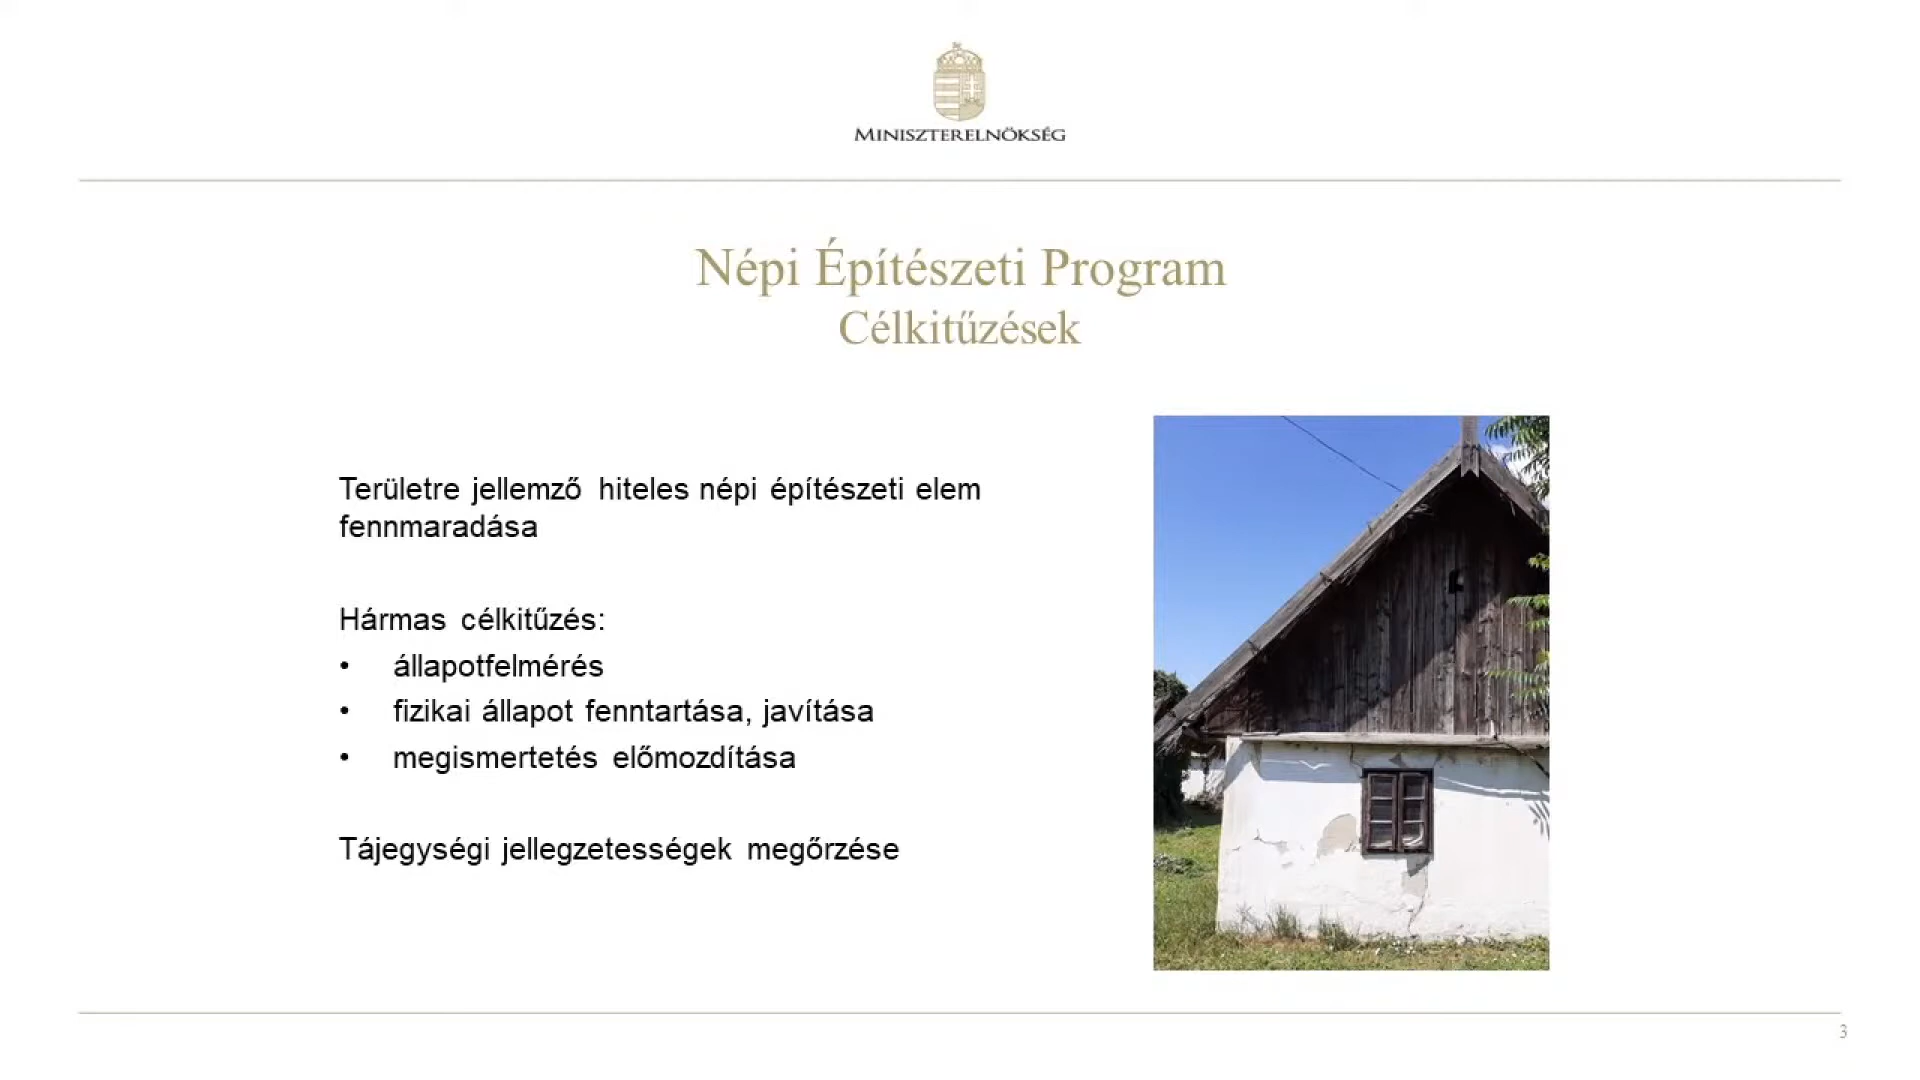 MINISZTERELNÖKSÉG
Népi Építészeti Program
Célkitűzések
Területre jellemző hiteles népi építészeti elem
fennmaradása
Hármas célkitűzés:
• állapotfelmérés
• fizikai állapot fenntartása, javítása
• megismertetés előmozdítása
Tájegységi jellegzetességek megőrzése
3